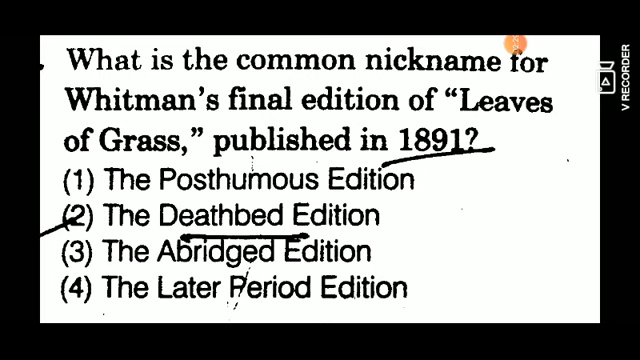 What is the common nickname for
Whitman's final edition of "Leaves
of Grass," published in 1891?
(1) The Posthumous Edition
(2) The Deathbed Edition
(3) The Abridged Edition
(4) The Later Period Edition
V RECORDER